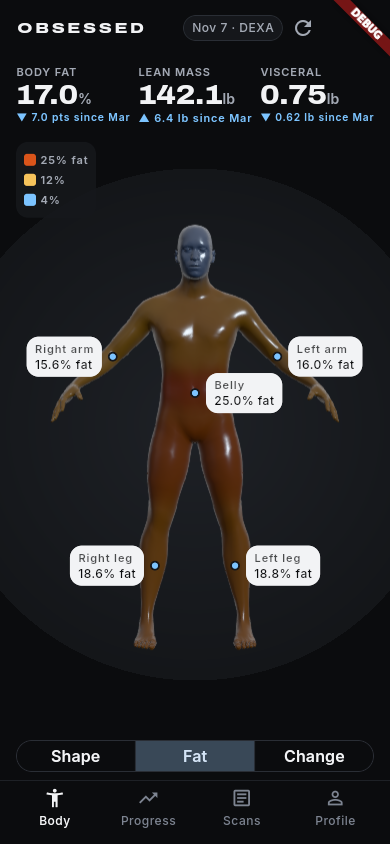 OBSESSED
Nov 7 · DEXA
DEBUG
BODY FAT
17.0%
▼ 7.0 pts since Mar
LEAN MASS
142.1lb
▲ 6.4 lb since Mar
VISCERAL
0.75lb
▼ 0.62 lb since Mar
25% fat
12%
4%
Right arm
15.6% fat
Left arm
16.0% fat
Belly
25.0% fat
Right leg
18.6% fat
Left leg
18.8% fat
Shape
Fat
Change
Body
Progress
Scans
Profile